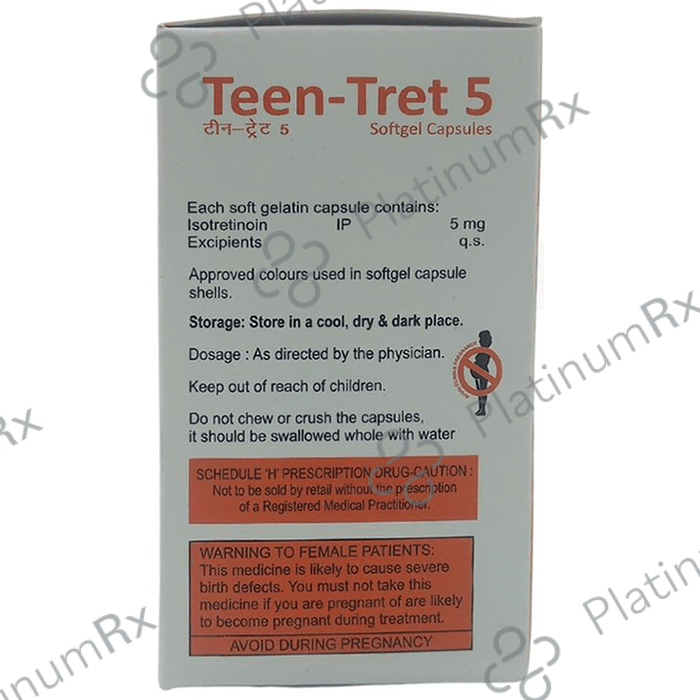 Teen-Tret 5
टीन-ट्रेट 5 Softgel Capsules
Each soft gelatin capsule contains:
Isotretinoin IP 5 mg
Excipients q.s.
Approved colours used in softgel capsule
shells.
Storage: Store in a cool, dry & dark place.
Dosage : As directed by the physician.
Keep out of reach of children.
Do not chew or crush the capsules,
it should be swallowed whole with water
SCHEDULE 'H' PRESCRIPTION DRUG-CAUTION :
Not to be sold by retail without the prescription
of a Registered Medical Practitioner.
WARNING TO FEMALE PATIENTS:
This medicine is likely to cause severe
birth defects. You must not take this
medicine if you are pregnant of are likely
to become pregnant during treatment.
AVOID DURING PREGNANCY
PlatinumRx
PlatinumRx
PlatinumRx
PlatinumRx
PlatinumRx
Rx